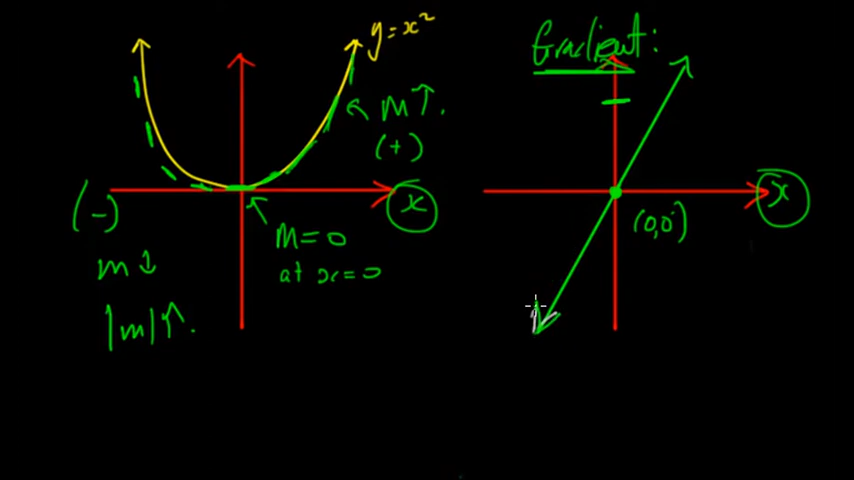 y=x²
m↑.
(+)
x
(-)
m=0
at x=0
m↓
|m|↑.
Gradient:
x
(0,0)